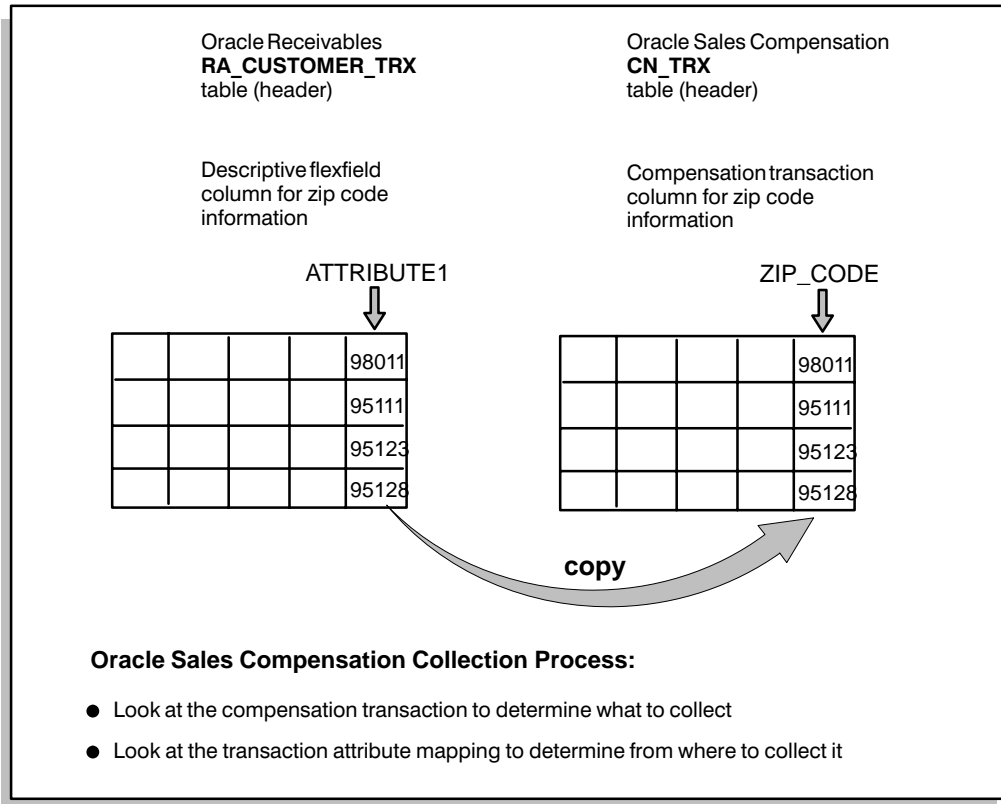 Oracle Receivables
RA_CUSTOMER_TRX
table (header)
Oracle Sales Compensation
CN_TRX
table (header)
Descriptive flexfield
column for zip code
information
Compensation transaction
column for zip code
information
ATTRIBUTE1
ZIP_CODE
98011
95111
95123
95128
98011
95111
95123
95128
copy
Oracle Sales Compensation Collection Process:
● Look at the compensation transaction to determine what to collect
● Look at the transaction attribute mapping to determine from where to collect it